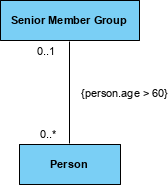 Senior Member Group
0..1
{person.age > 60}
0..*
Person